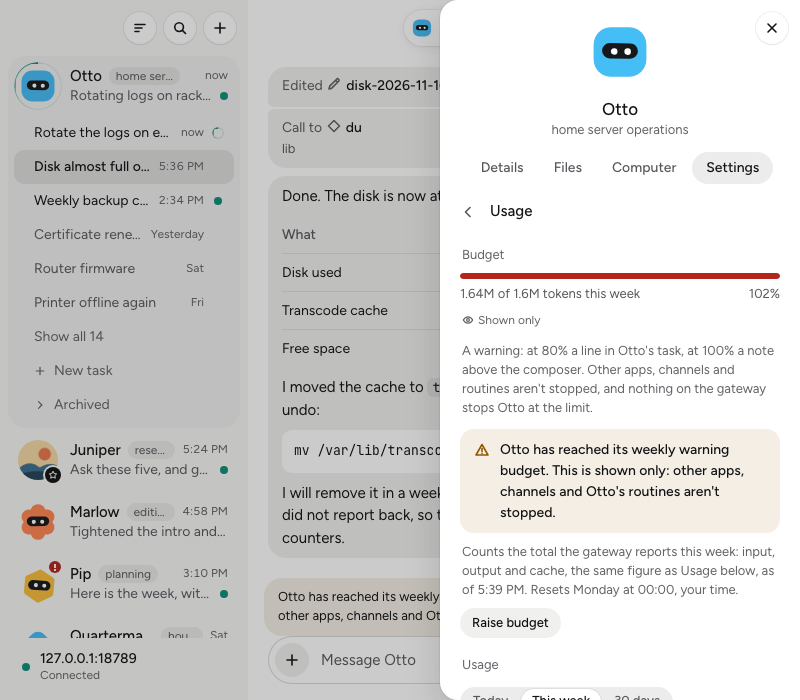 Otto home ser... now
Rotating logs on rack...
Rotate the logs on e... now
Disk almost full o... 5:36 PM
Weekly backup c... 2:34 PM
Certificate rene... Yesterday
Router firmware Sat
Printer offline again Fri
Show all 14
New task
Archived
Juniper rese... 5:24 PM
Ask these five, and g...
Marlow editi... 4:58 PM
Tightened the intro and...
Pip planning 3:10 PM
Here is the week, wit...
Quarterma hou... Sat
127.0.0.1:18789
Connected
Edited disk-2026-11-1
Call to du
lib
Done. The disk is now at
What
Disk used
Transcode cache
Free space
I moved the cache to
undo:
mv /var/lib/transco
I will remove it in a week
did not report back, so t
counters.
Otto has reached its weekly
other apps, channels and Ot
Message Otto
Otto
home server operations
Details Files Computer Settings
Usage
Budget
1.64M of 1.6M tokens this week 102%
Shown only
A warning: at 80% a line in Otto's task, at 100% a note
above the composer. Other apps, channels and
routines aren't stopped, and nothing on the gateway
stops Otto at the limit.
Otto has reached its weekly warning
budget. This is shown only: other apps,
channels and Otto's routines aren't
stopped.
Counts the total the gateway reports this week: input,
output and cache, the same figure as Usage below, as
of 5:39 PM. Resets Monday at 00:00, your time.
Raise budget
Usage
Today This week 30 days